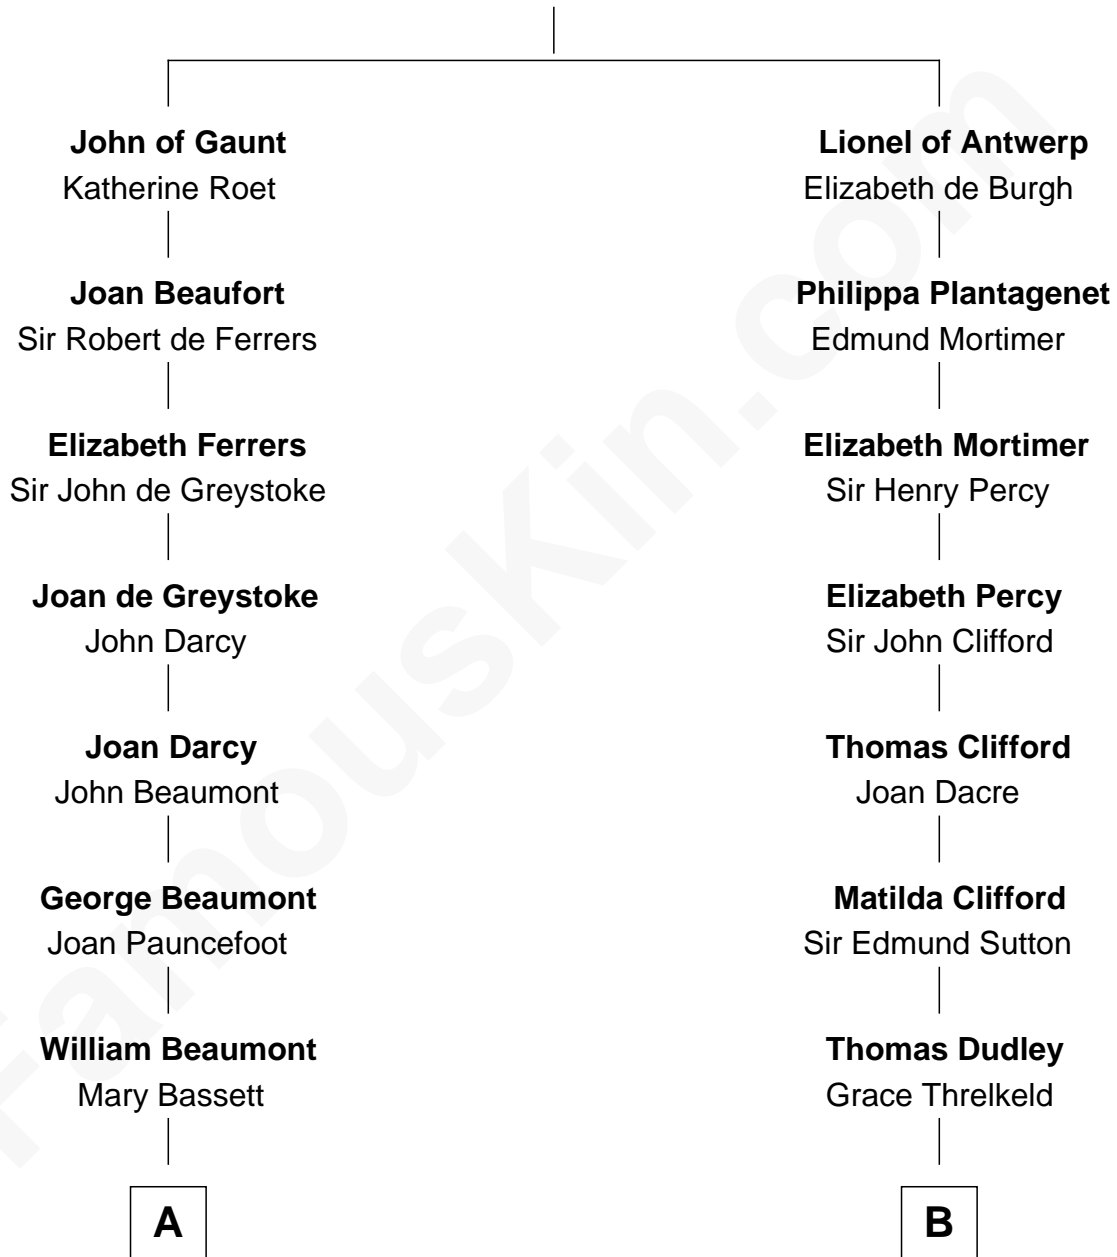 John of Gaunt
Katherine Roet
Joan Beaufort
Sir Robert de Ferrers
Elizabeth Ferrers
Sir John de Greystoke
Joan de Greystoke
John Darcy
Joan Darcy
John Beaumont
George Beaumont
Joan Pauncefoot
William Beaumont
Mary Bassett
A
Lionel of Antwerp
Elizabeth de Burgh
Philippa Plantagenet
Edmund Mortimer
Elizabeth Mortimer
Sir Henry Percy
Elizabeth Percy
Sir John Clifford
Thomas Clifford
Joan Dacre
Matilda Clifford
Sir Edmund Sutton
Thomas Dudley
Grace Threlkeld
B
FamousKin.com